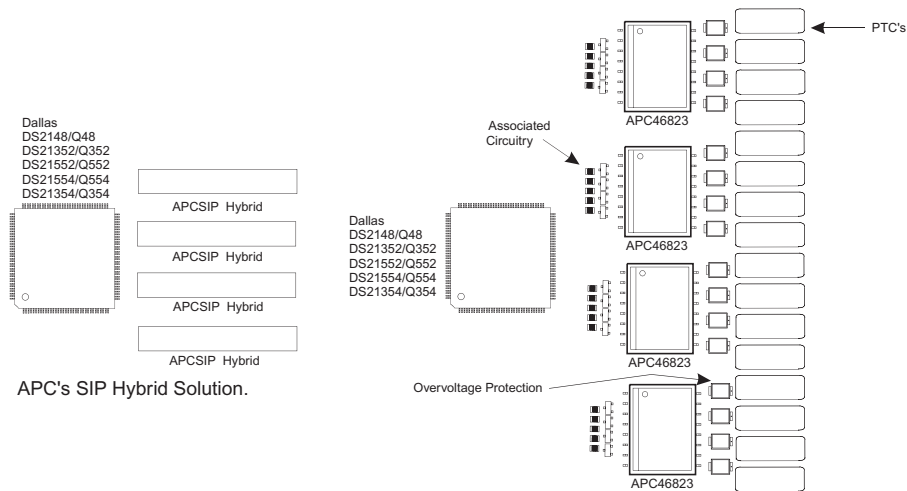 Dallas
DS2148/Q48
DS21352/Q352
DS21552/Q552
DS21554/Q554
DS21354/Q354
APCSIP Hybrid
APCSIP Hybrid
APCSIP Hybrid
APCSIP Hybrid
APC's SIP Hybrid Solution.
PTC's
APC46823
Associated
Circuitry
APC46823
Dallas
DS2148/Q48
DS21352/Q352
DS21552/Q552
DS21554/Q554
DS21354/Q354
APC46823
Overvoltage Protection
APC46823